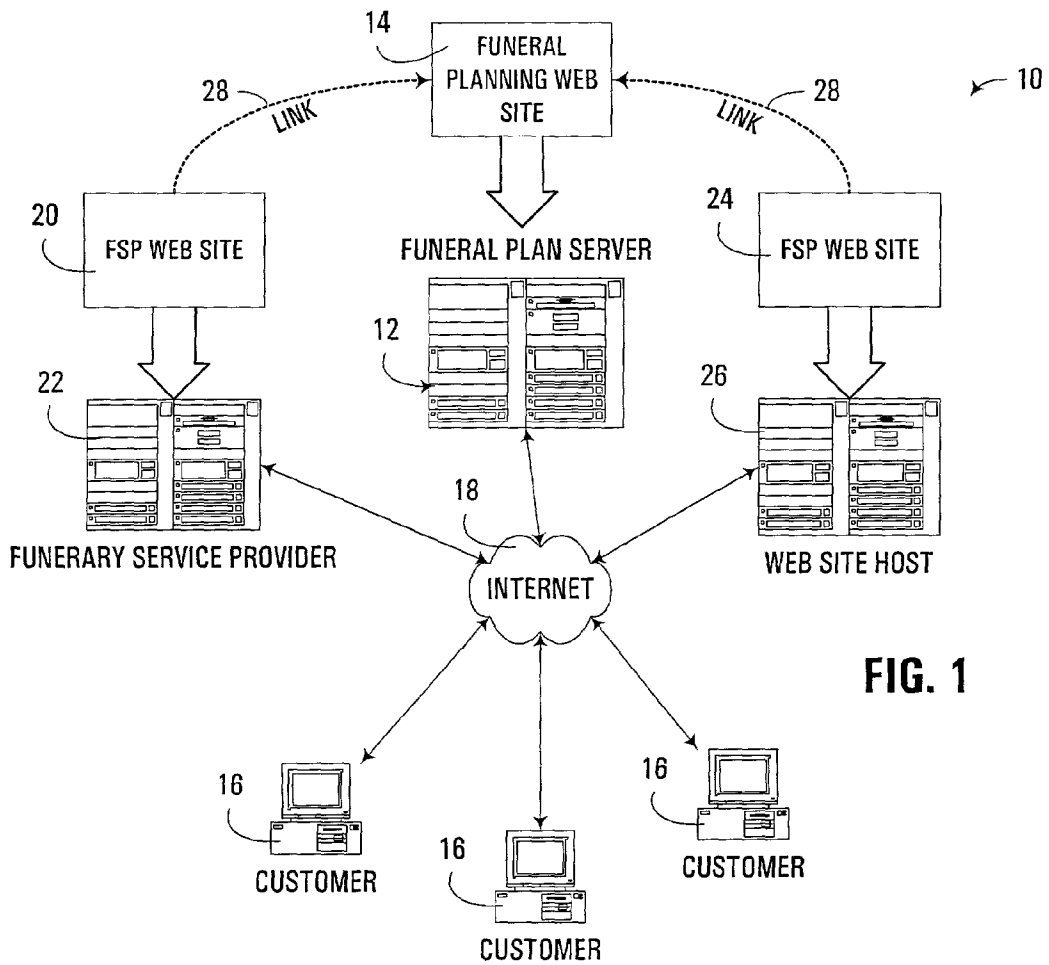 14
FUNERAL
PLANNING WEB
SITE
10
28
LINK
28
LINK
20
FSP WEB SITE
24
FSP WEB SITE
FUNERAL PLAN SERVER
12
22
26
FUNERARY SERVICE PROVIDER
WEB SITE HOST
18
INTERNET
FIG. 1
16
CUSTOMER
16
CUSTOMER
16
CUSTOMER